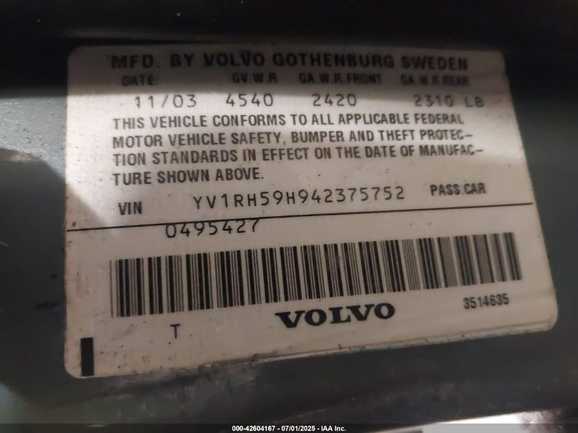 MFD. BY VOLVO GOTHENBURG SWEDEN
DATE: G.V.W.R G.A.W.R.FRONT G.A.W.R.REAR
11/03 4540 2420 2310 LB
THIS VEHICLE CONFORMS TO ALL APPLICABLE FEDERAL
MOTOR VEHICLE SAFETY, BUMPER AND THEFT PROTEC-
TION STANDARDS IN EFFECT ON THE DATE OF MANUFAC-
TURE SHOWN ABOVE.
VIN YV1RH59H942375752 PASS CAR
0495427
T VOLVO 3514635
000-42604167 - 07/01/2025 - IAA Inc.